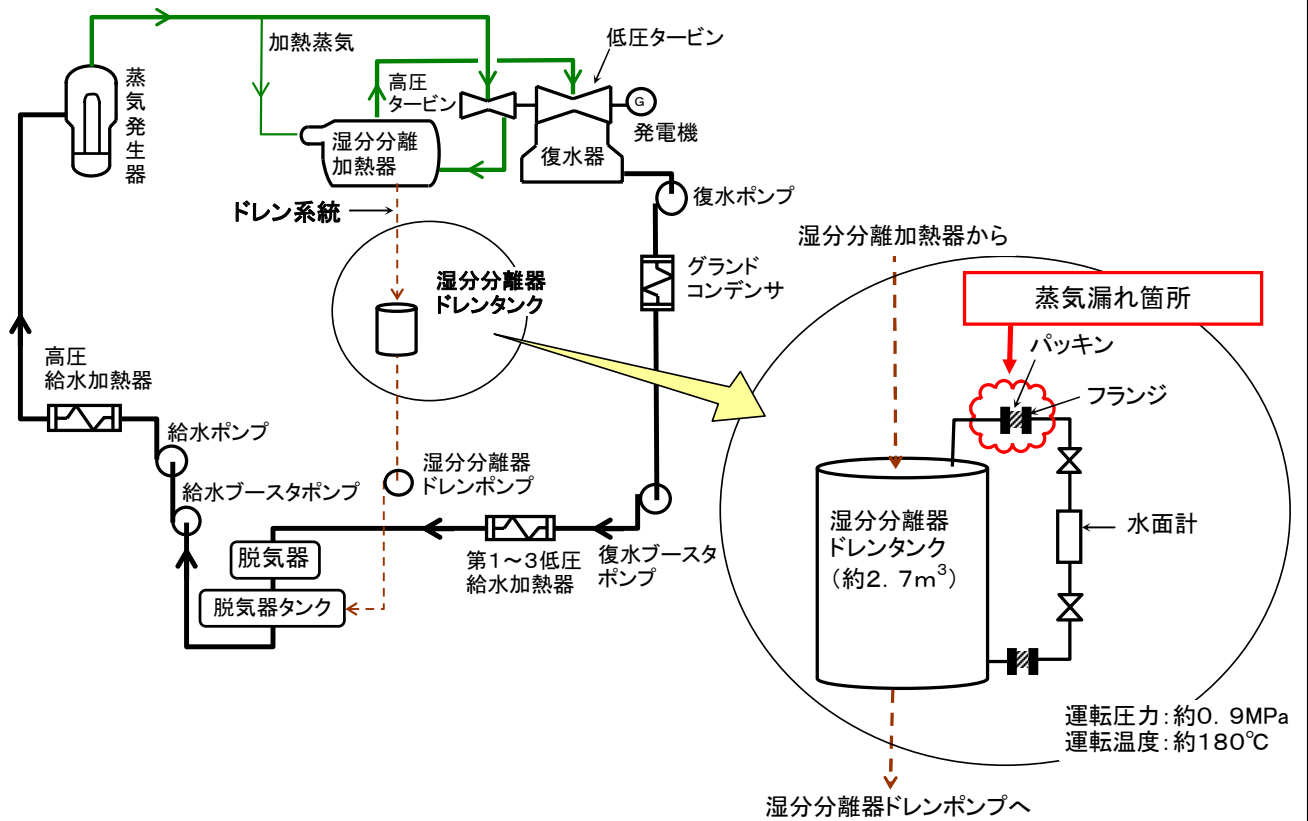 加熱蒸気
低圧タービン
蒸気発生器
高圧
タービン
G
発電機
湿分分離
加熱器
復水器
復水ポンプ
ドレン系統
湿分分離器
ドレンタンク
グランド
コンデンサ
高圧
給水加熱器
給水ポンプ
給水ブースタポンプ
湿分分離器
ドレンポンプ
脱気器
脱気器タンク
第1~3低圧
給水加熱器
復水ブースタ
ポンプ
湿分分離加熱器から
蒸気漏れ箇所
パッキン
フランジ
湿分分離器
ドレンタンク
(約2.7m³)
水面計
運転圧力:約0.9MPa
運転温度:約180℃
湿分分離器ドレンポンプへ